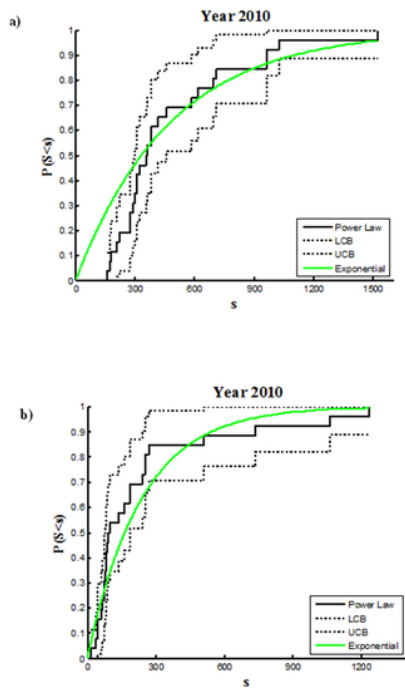 a)
Year 2010
P (S<s)
1
0.9
0.8
0.7
0.6
0.5
0.4
0.3
0.2
0.1
0
0
300
600
900
1200
1500
s
Power Law
LCB
UCB
Exponential
b)
Year 2010
P (S<s)
1
0.9
0.8
0.7
0.6
0.5
0.4
0.3
0.2
0.1
0
0
300
600
900
1200
s
Power Law
LCB
UCB
Exponential